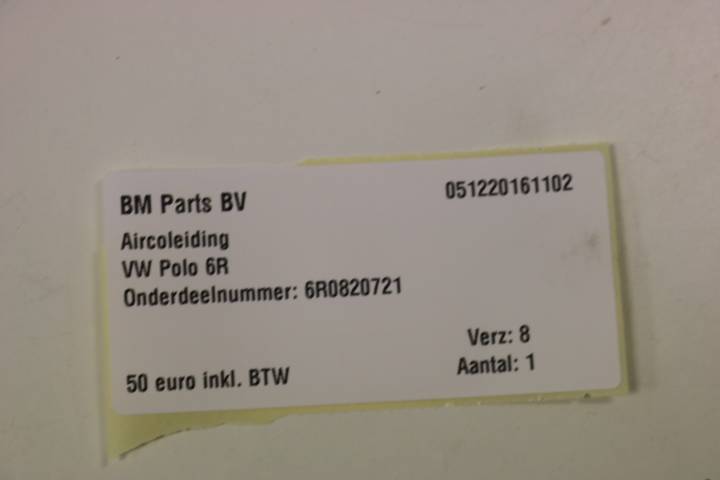 BM Parts BV 051220161102
Aircoleiding
VW Polo 6R
Onderdeelnummer: 6R0820721
Verz: 8
50 euro inkl. BTW Aantal: 1